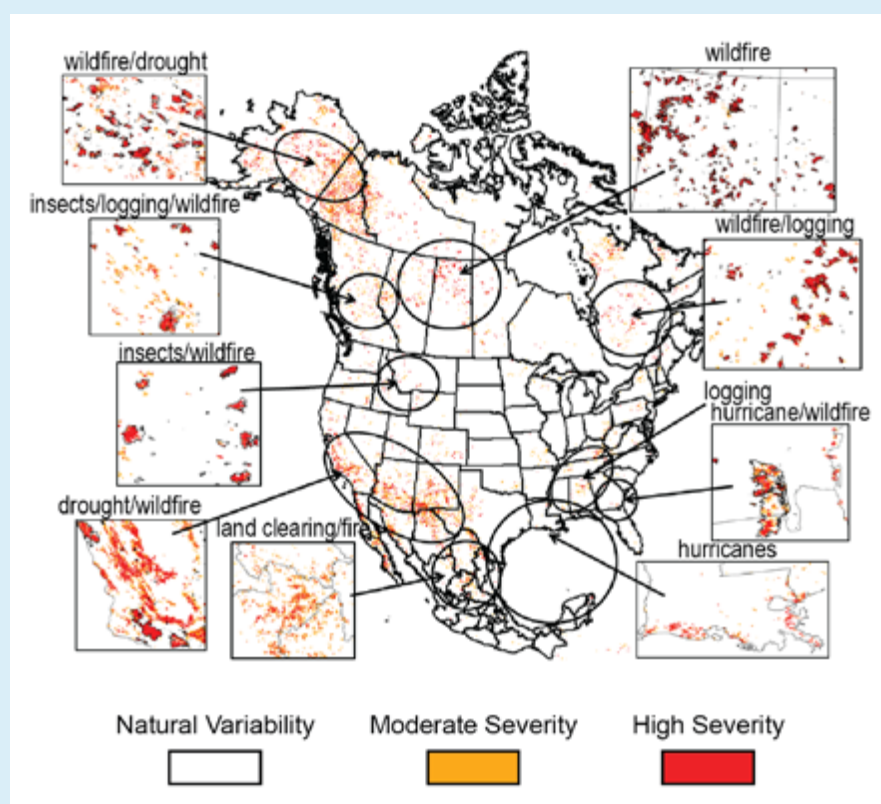 wildfire/drought
wildfire
insects/logging/wildfire
wildfire/logging
insects/wildfire
logging
hurricane/wildfire
drought/wildfire
land clearing/fire
hurricanes
Natural Variability
Moderate Severity
High Severity